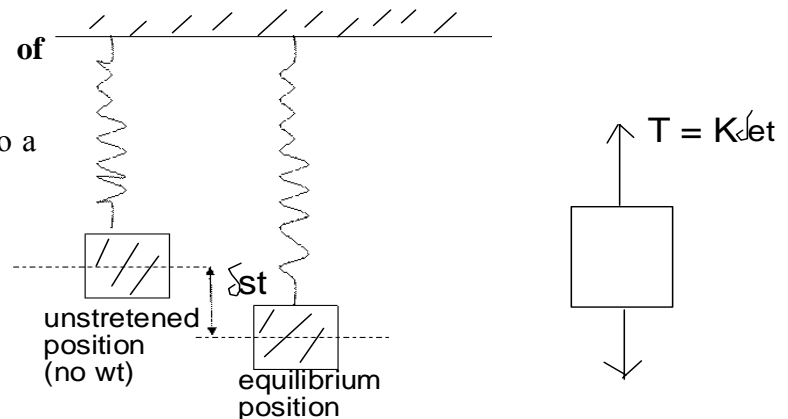 of
o a
T = Kδet
δst
unstretened
position
(no wt)
equilibrium
position